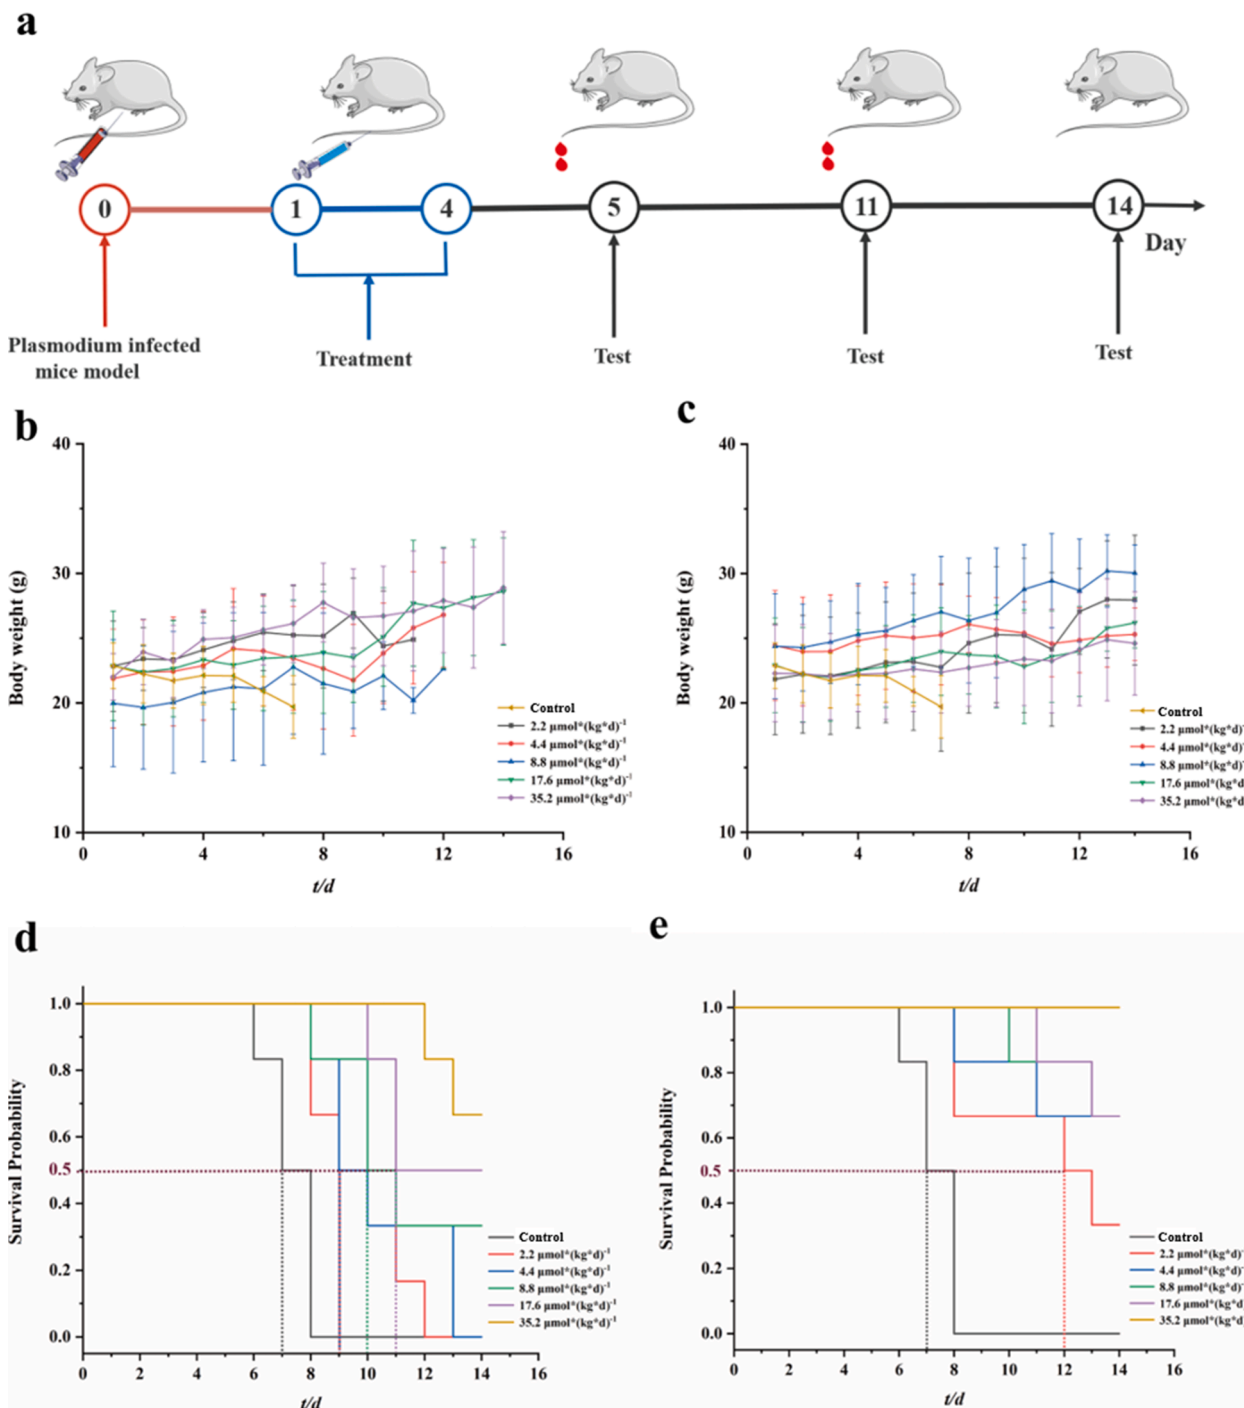 a
0
1
4
5
11
14
Day
Plasmodium infected
mice model
Treatment
Test
Test
Test
b
Body weight (g)
40
30
20
10
0
4
8
12
16
t/d
Control
2.2 μmol*(kg*d)⁻¹
4.4 μmol*(kg*d)⁻¹
8.8 μmol*(kg*d)⁻¹
17.6 μmol*(kg*d)⁻¹
35.2 μmol*(kg*d)⁻¹
c
Body weight (g)
40
30
20
10
0
4
8
12
16
t/d
Control
2.2 μmol*(kg*d)⁻
4.4 μmol*(kg*d)⁻
8.8 μmol*(kg*d)⁻
17.6 μmol*(kg*d
35.2 μmol*(kg*d
d
Survival Probability
1.0
0.8
0.6
0.5
0.4
0.2
0.0
0
2
4
6
8
10
12
14
16
t/d
Control
2.2 μmol*(kg*d)⁻¹
4.4 μmol*(kg*d)⁻¹
8.8 μmol*(kg*d)⁻¹
17.6 μmol*(kg*d)⁻¹
35.2 μmol*(kg*d)⁻¹
e
Survival Probability
1.0
0.8
0.6
0.5
0.4
0.2
0.0
0
2
4
6
8
10
12
14
16
t/d
Control
2.2 μmol*(kg*d)⁻
4.4 μmol*(kg*d)⁻
8.8 μmol*(kg*d)⁻
17.6 μmol*(kg*d
35.2 μmol*(kg*d